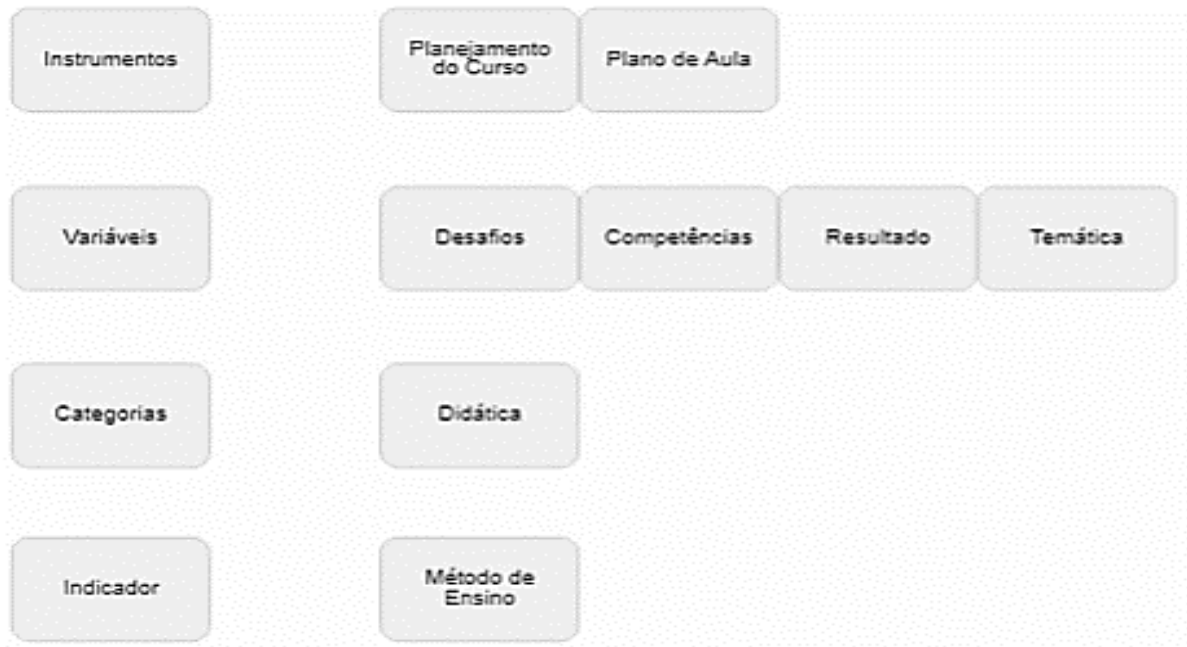 Instrumentos
Planejamento
do Curso
Plano de Aula
Variáveis
Desafios
Competências
Resultado
Temática
Categorias
Didática
Indicador
Método de
Ensino